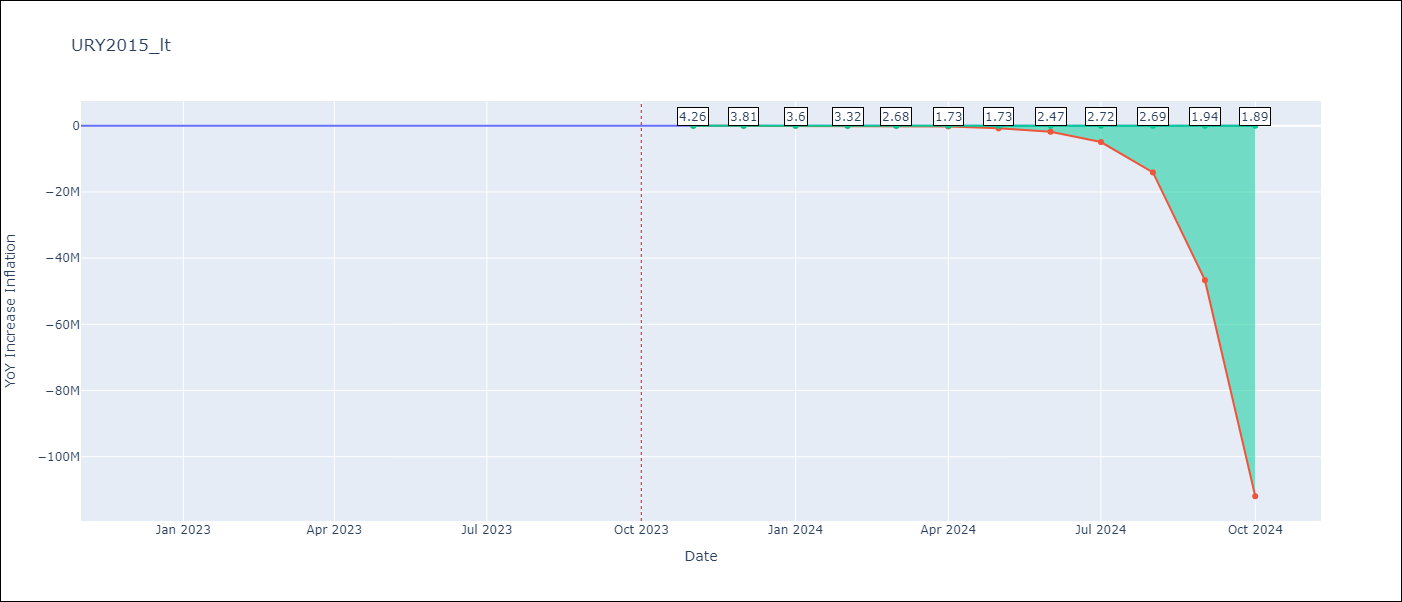 URY2015_lt
4.26 3.81 3.6 3.32 2.68 1.73 1.73 2.47 2.72 2.69 1.94 1.89
0
−20M
−40M
−60M
−80M
−100M
YoY Increase Inflation
Jan 2023 Apr 2023 Jul 2023 Oct 2023 Jan 2024 Apr 2024 Jul 2024 Oct 2024
Date